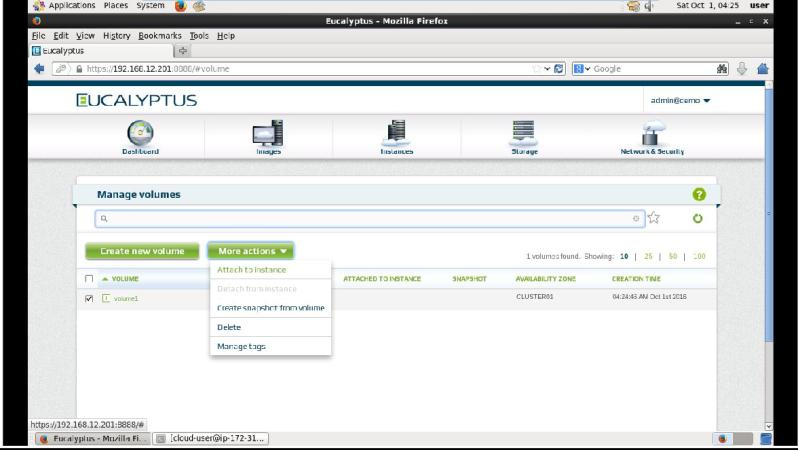 Applications Places System Sat Oct 1, 04:25 user
Eucalyptus - Mozilla Firefox
File Edit View History Bookmarks Tools Help
Eucalyptus
https://192.168.12.201:8888/#volume Google
EUCALYPTUS admin@demo
Dashboard Images Instances Storage Network & Security
Manage volumes
Create new volume More actions 1 volumes found. Showing: 10 | 25 | 50 | 100
Attach to instance
VOLUME ATTACHED TO INSTANCE SNAPSHOT AVAILABILITY ZONE CREATION TIME
Detach from instance
volume1 CLUSTER01 04:24:46 AM Oct 1st 2016
Create snapshot from volume
Delete
Manage tags
https://192.168.12.201:8888/#
Eucalyptus - Mozilla Fi... [cloud-user@ip-172-31...